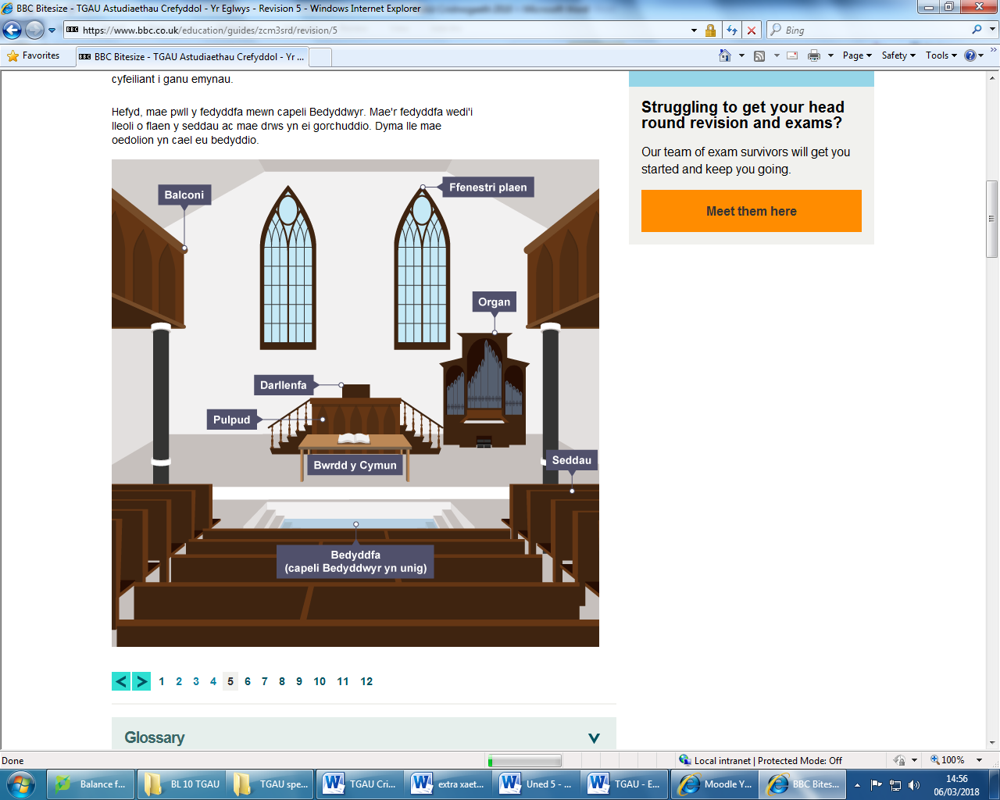 BBC Bitesize - TGAU Astudiaethau Crefyddol - Yr Eglwys - Revision 5 - Windows Internet Explorer
https://www.bbc.co.uk/education/guides/zcm3srd/revision/5
Bing
Favorites
BBC Bitesize - TGAU Astudiaethau Crefyddol - Yr ...
Page
Safety
Tools
cyfeiliant i ganu emynau.
Hefyd, mae pwll y fedyddfa mewn capeli Bedyddwyr. Mae'r fedyddfa wedi'i
lleoli o flaen y seddau ac mae drws yn ei gorchuddio. Dyma lle mae
oedolion yn cael eu bedyddio.
Balconi
Ffenestri plaen
Organ
Darllenfa
Pulpud
Bwrdd y Cymun
Seddau
Bedyddfa
(capeli Bedyddwyr yn unig)
Struggling to get your head
round revision and exams?
Our team of exam survivors will get you
started and keep you going.
Meet them here
< > 1 2 3 4 5 6 7 8 9 10 11 12
Glossary
Done
Local intranet | Protected Mode: Off
100%
Balance f...
BL 10 TGAU
TGAU spe...
TGAU Cri...
extra xaet...
Uned 5 - ...
TGAU - E...
Moodle Y...
BBC Bites...
14:56
06/03/2018